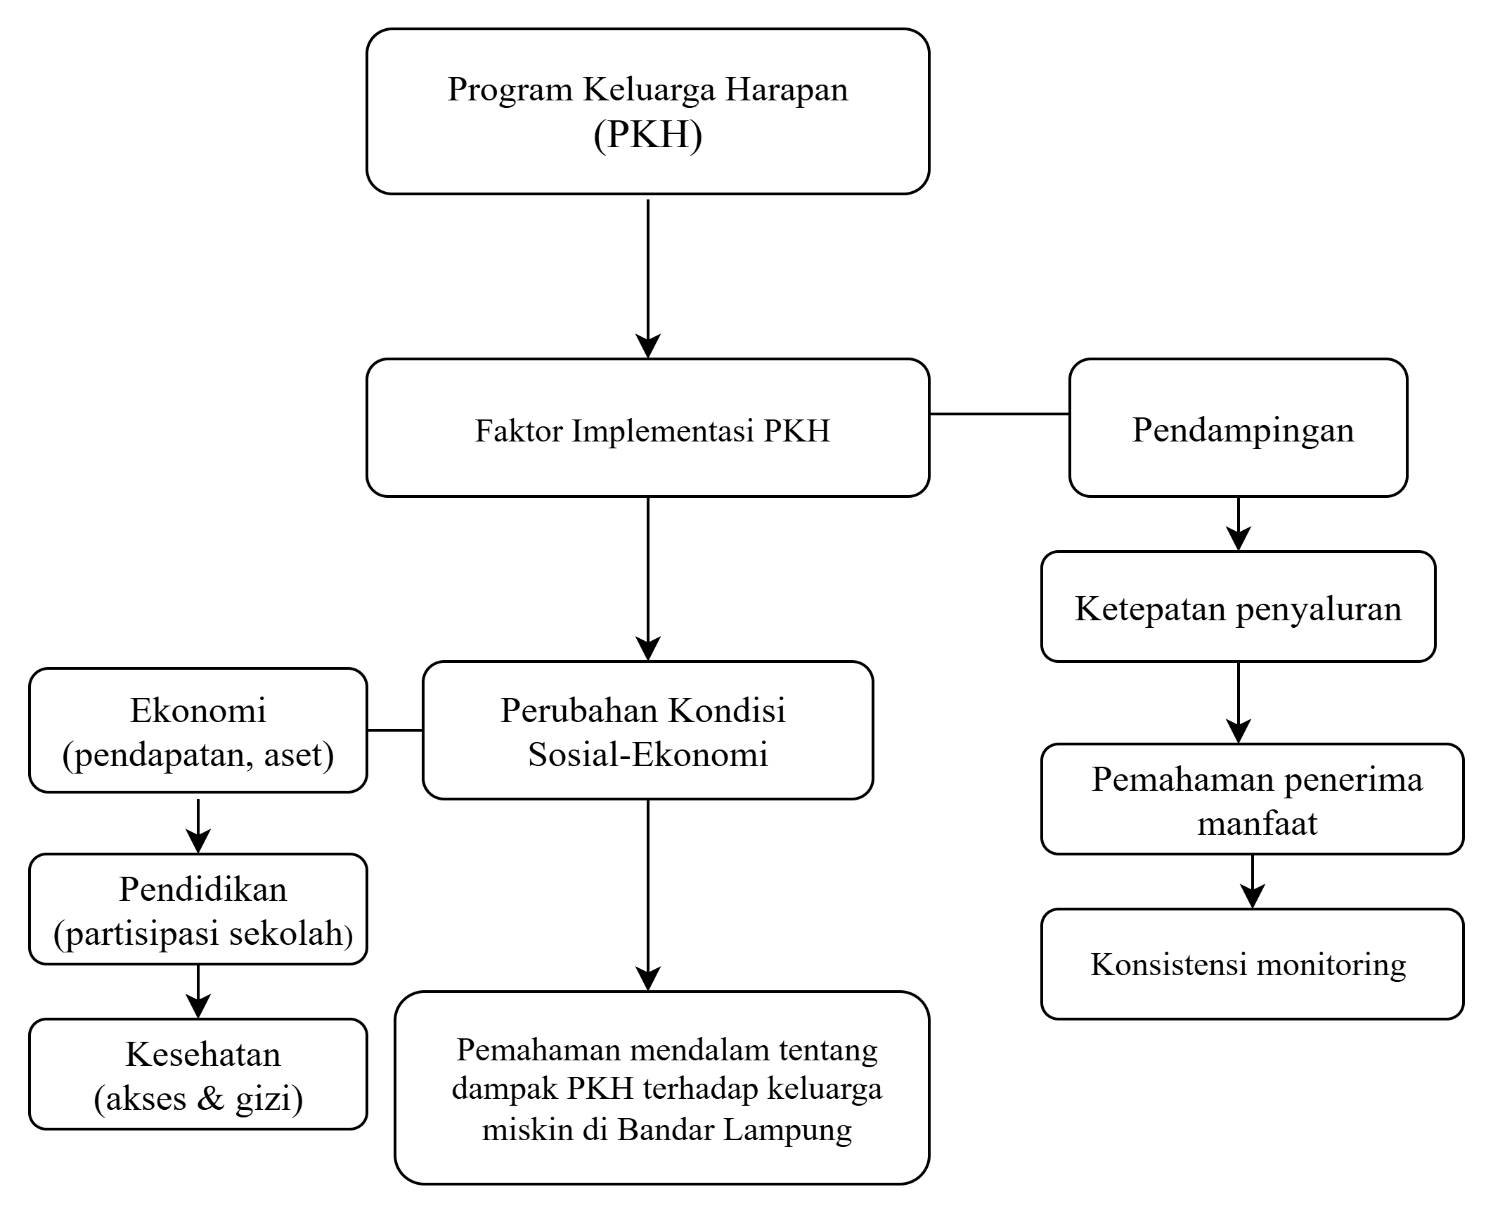 Program Keluarga Harapan
(PKH)
Faktor Implementasi PKH
Pendampingan
Ketepatan penyaluran
Pemahaman penerima
manfaat
Konsistensi monitoring
Perubahan Kondisi
Sosial-Ekonomi
Ekonomi
(pendapatan, aset)
Pendidikan
(partisipasi sekolah)
Kesehatan
(akses & gizi)
Pemahaman mendalam tentang
dampak PKH terhadap keluarga
miskin di Bandar Lampung